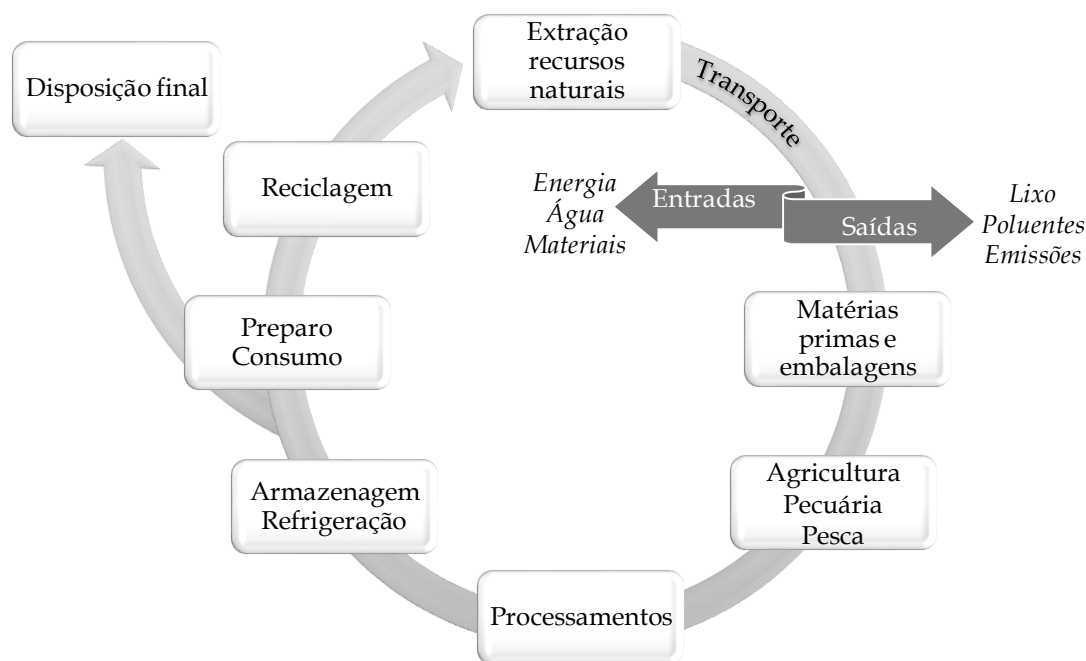 Extração
recursos
naturais
Transporte
Disposição final
Reciclagem
Energia
Água
Materiais
Entradas
Saídas
Lixo
Poluentes
Emissões
Matérias
primas e
embalagens
Preparo
Consumo
Agricultura
Pecuária
Pesca
Armazenagem
Refrigeração
Processamentos